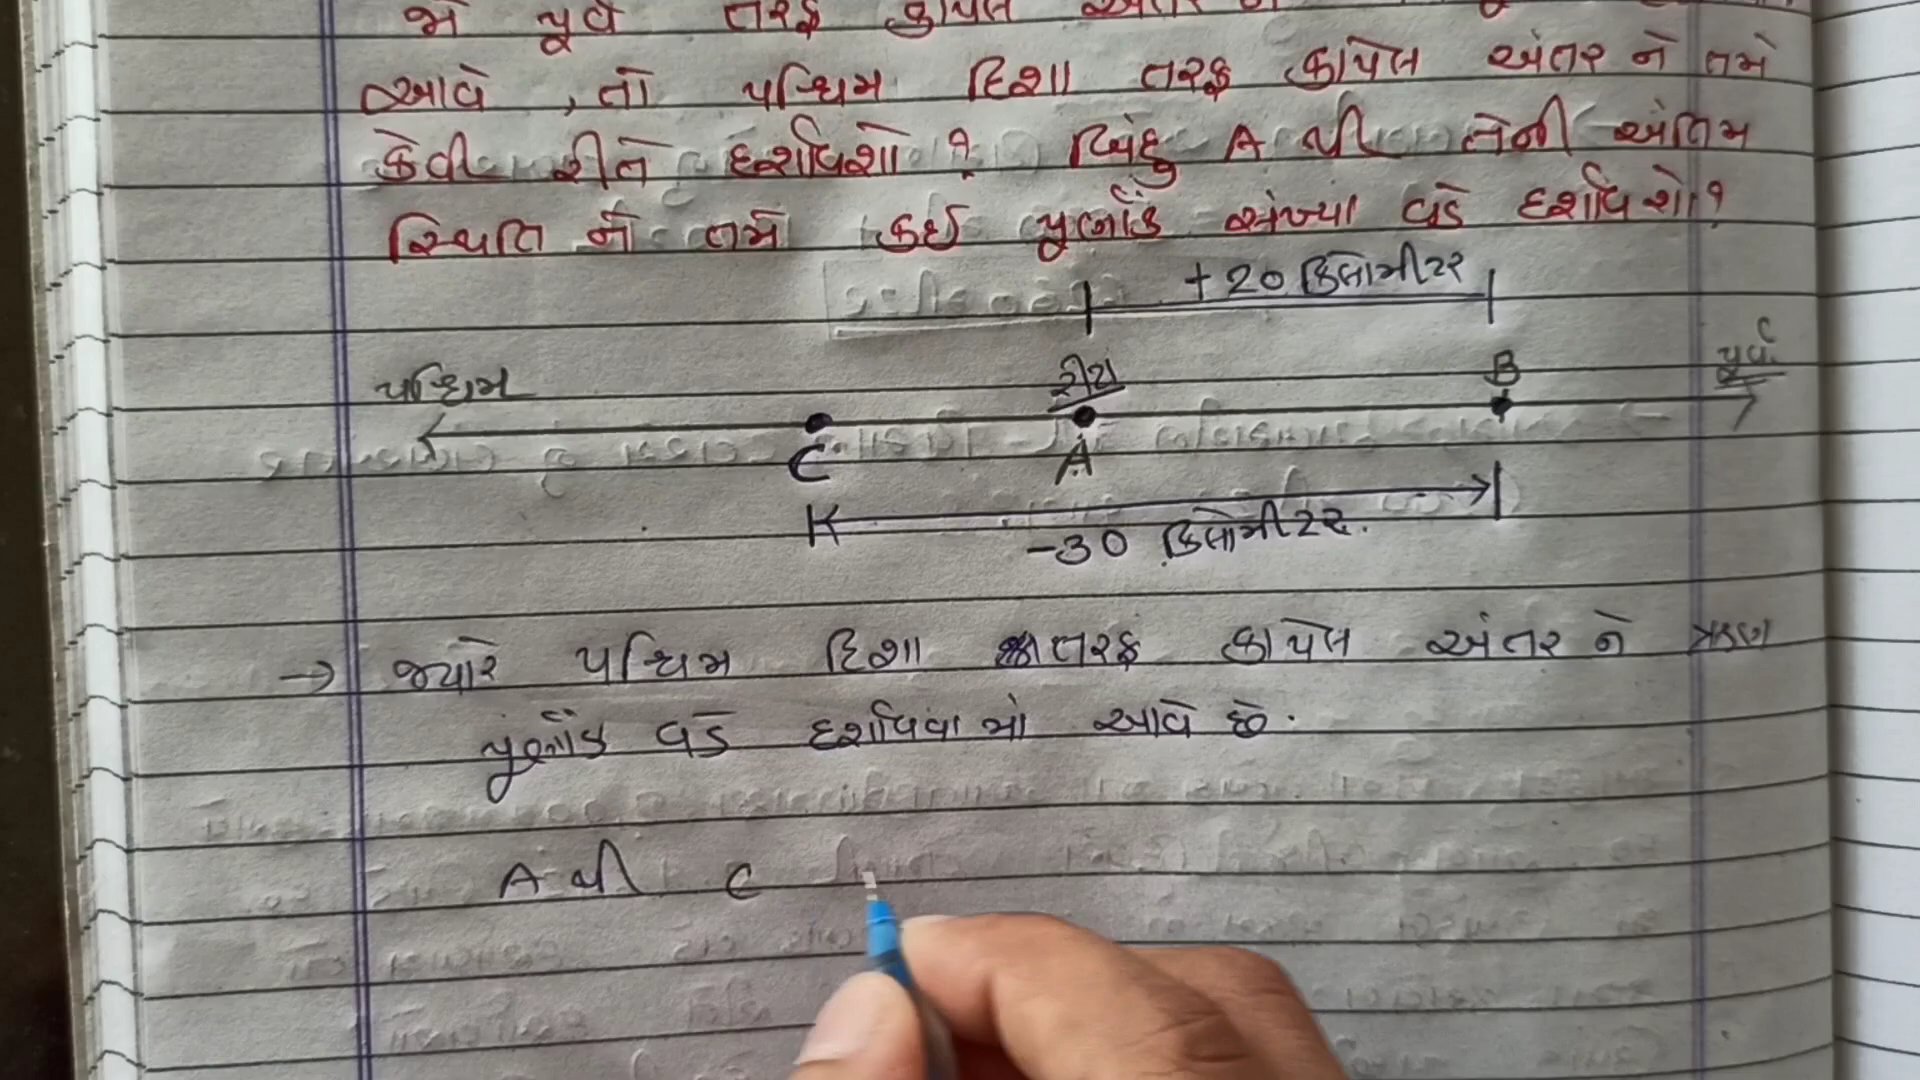 જો પૂર્વ તરફ કાપેલ
આવે , તો પશ્ચિમ દિશા તરફ કાપેલ અંતર ને તમે
કેવી રીતે દર્શાવશો ? બિંદુ A થી તેની અંતિમ
સ્થિતિ ને તમે કઈ પૂર્ણાંક સંખ્યા વડે દર્શાવશો ?
+ 20 કિલોમીટર
પશ્ચિમ B પૂર્વ
C A
-30 કિલોમીટર.
→ જ્યારે પશ્ચિમ દિશા તરફ કાપેલ અંતર ને ઋણ
પૂર્ણાંક વડે દર્શાવવામાં આવે છે.
A થી C